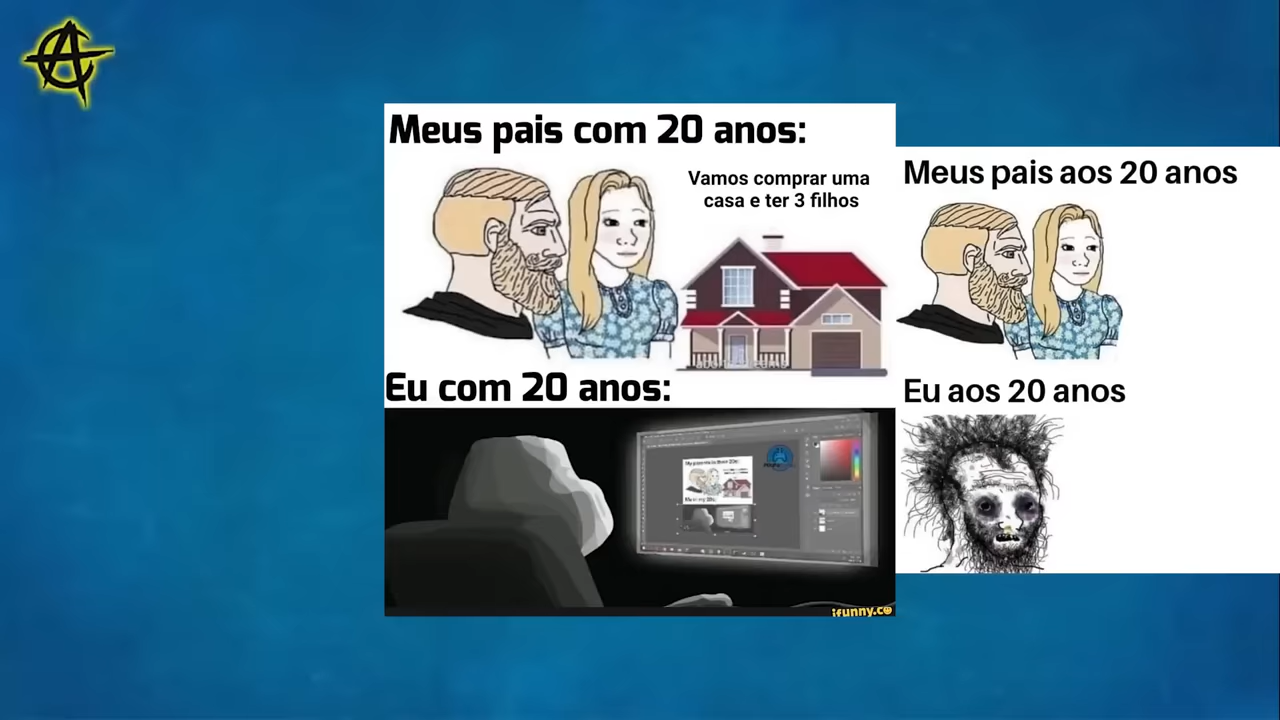 Meus pais com 20 anos:
Vamos comprar uma
casa e ter 3 filhos
Eu com 20 anos:
ifunny.co
Meus pais aos 20 anos
Eu aos 20 anos